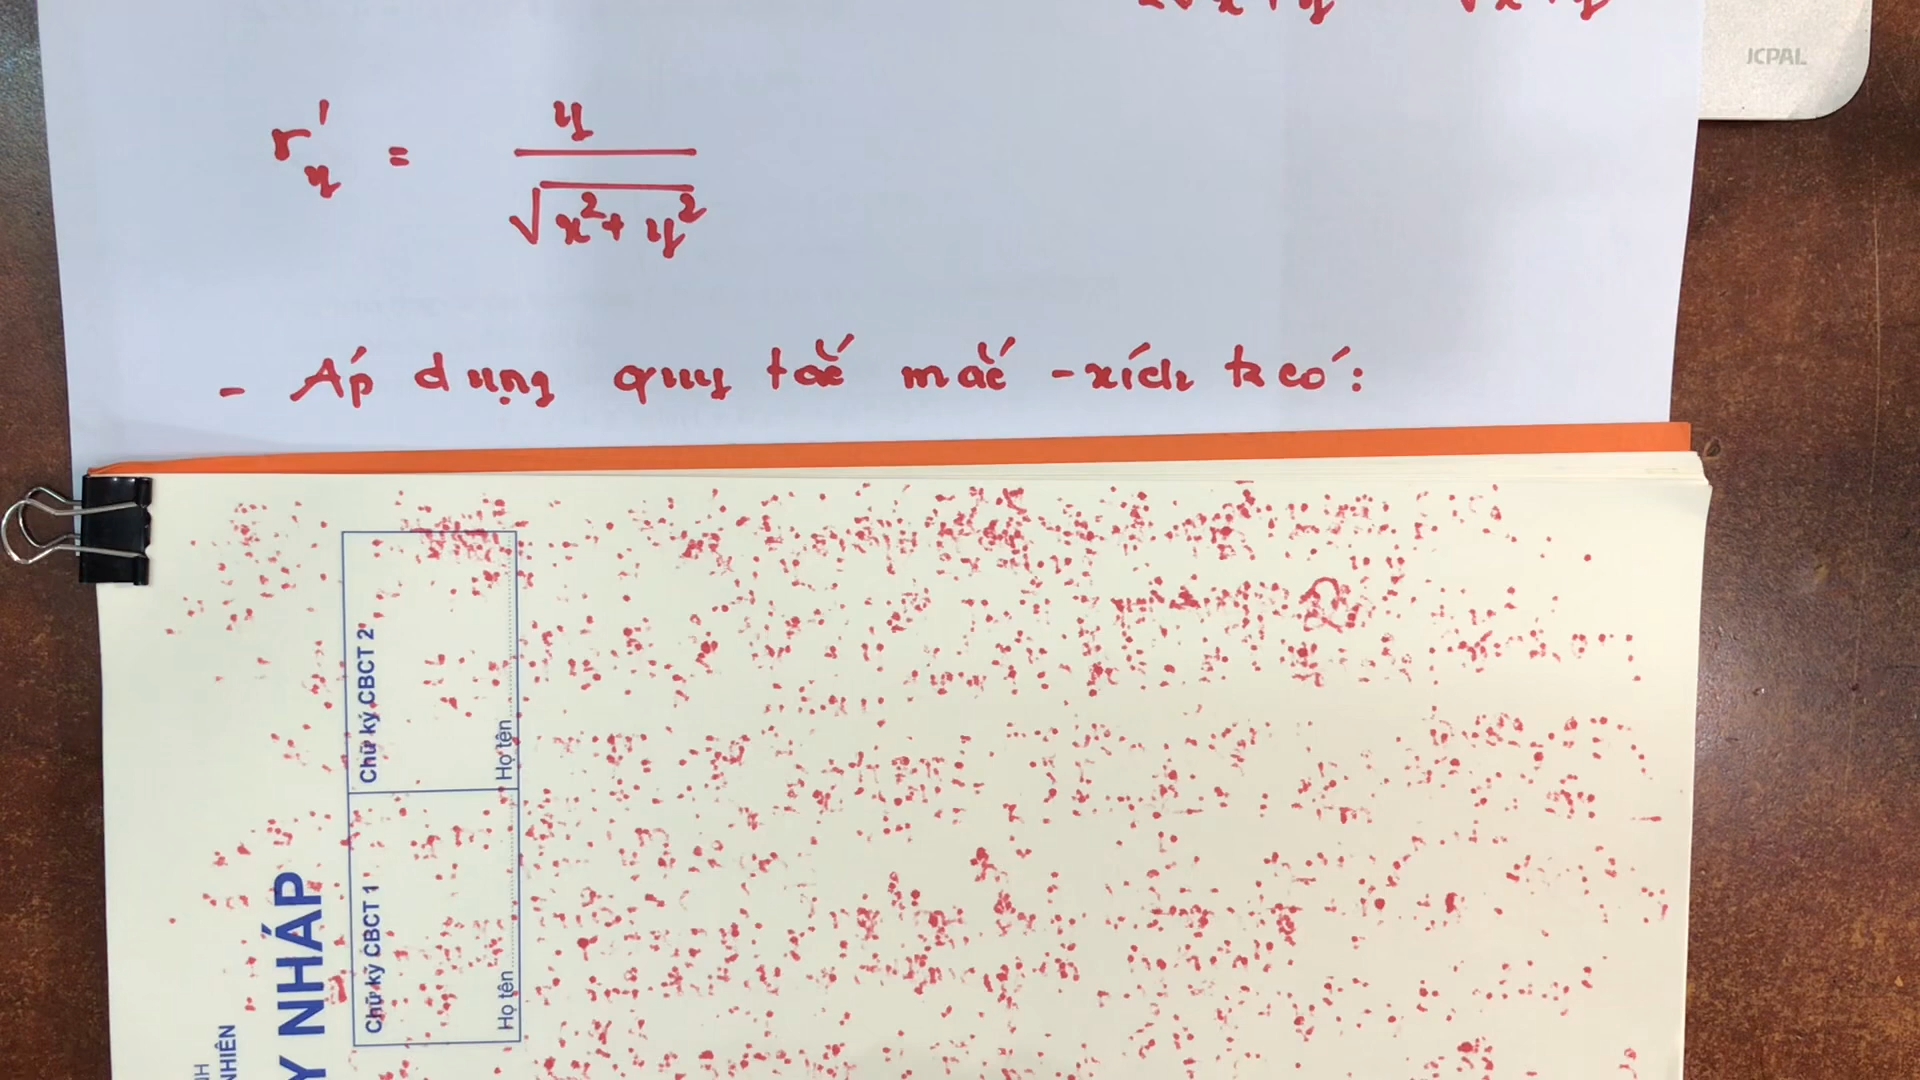 JCPAL
r'y = y / √(x²+y²)
- Áp dụng quy tắc mắc-xích ta có:
Chữ ký CBCT 2
Họ tên
Chữ ký CBCT 1
Họ tên
Y NHÁP
NHIÊN